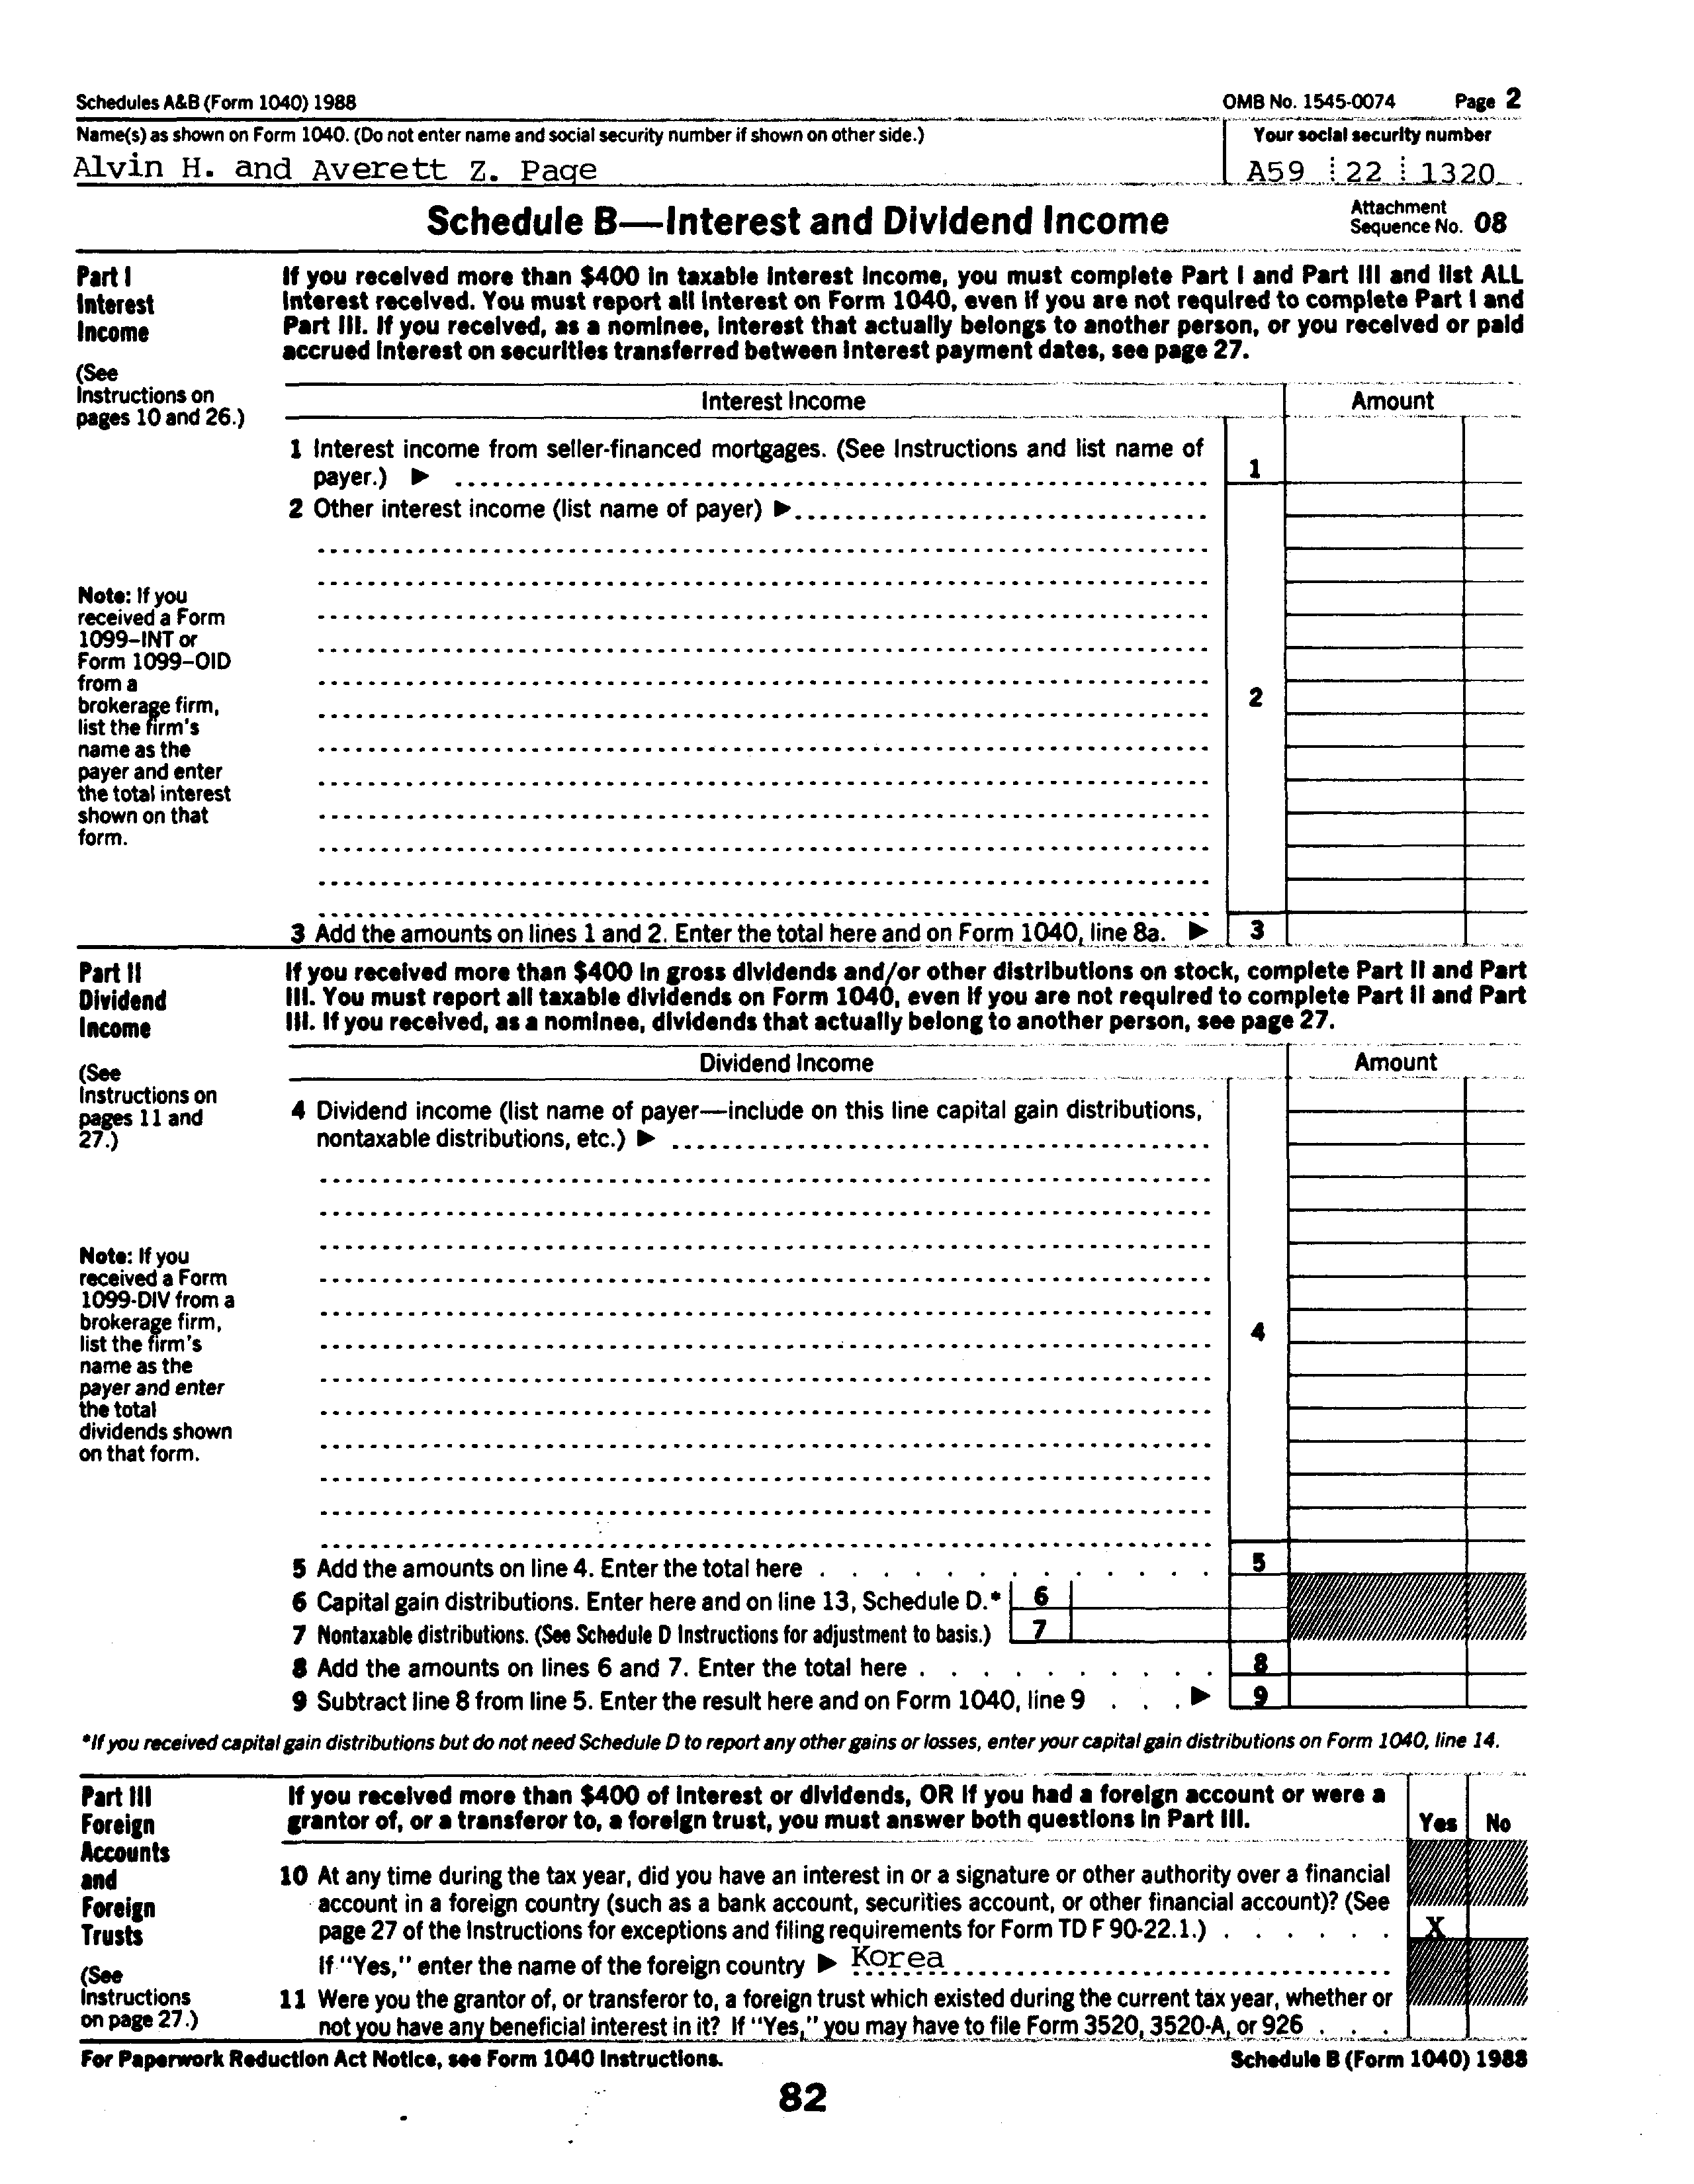 Schedules A&B (Form 1040) 1988 OMB No. 1545-0074 Page 2
Name(s) as shown on Form 1040. (Do not enter name and social security number if shown on other side.) Your social security number
Alvin H. and Averett Z. Page A59 22 1320
Schedule B—Interest and Dividend Income
Attachment
Sequence No. 08
Part I
Interest
Income
(See
Instructions on
pages 10 and 26.)
If you received more than $400 in taxable interest income, you must complete Part I and Part III and list ALL
interest received. You must report all interest on Form 1040, even if you are not required to complete Part I and
Part III. If you received, as a nominee, interest that actually belongs to another person, or you received or paid
accrued interest on securities transferred between interest payment dates, see page 27.
Interest Income Amount
1 Interest income from seller-financed mortgages. (See Instructions and list name of
payer.) ▶ 1
2 Other interest income (list name of payer) ▶
Note: If you
received a Form
1099–INT or
Form 1099–OID
from a
brokerage firm,
list the firm's
name as the
payer and enter
the total interest
shown on that
form.
2
3 Add the amounts on lines 1 and 2. Enter the total here and on Form 1040, line 8a. ▶ 3
Part II
Dividend
Income
(See
Instructions on
pages 11 and
27.)
If you received more than $400 in gross dividends and/or other distributions on stock, complete Part II and Part
III. You must report all taxable dividends on Form 1040, even if you are not required to complete Part II and Part
III. If you received, as a nominee, dividends that actually belong to another person, see page 27.
Dividend Income Amount
4 Dividend income (list name of payer—include on this line capital gain distributions,
nontaxable distributions, etc.) ▶
Note: If you
received a Form
1099-DIV from a
brokerage firm,
list the firm's
name as the
payer and enter
the total
dividends shown
on that form.
4
5 Add the amounts on line 4. Enter the total here . . . . . . . . . . . . . 5
6 Capital gain distributions. Enter here and on line 13, Schedule D.* 6
7 Nontaxable distributions. (See Schedule D Instructions for adjustment to basis.) 7
8 Add the amounts on lines 6 and 7. Enter the total here . . . . . . . . . . 8
9 Subtract line 8 from line 5. Enter the result here and on Form 1040, line 9 . . . ▶ 9
*If you received capital gain distributions but do not need Schedule D to report any other gains or losses, enter your capital gain distributions on Form 1040, line 14.
Part III
Foreign
Accounts
and
Foreign
Trusts
(See
Instructions
on page 27.)
If you received more than $400 of interest or dividends, OR if you had a foreign account or were a
grantor of, or a transferor to, a foreign trust, you must answer both questions in Part III. Yes No
10 At any time during the tax year, did you have an interest in or a signature or other authority over a financial
account in a foreign country (such as a bank account, securities account, or other financial account)? (See
page 27 of the Instructions for exceptions and filing requirements for Form TD F 90-22.1.) . . . . . . X
If "Yes," enter the name of the foreign country ▶ Korea
11 Were you the grantor of, or transferor to, a foreign trust which existed during the current tax year, whether or
not you have any beneficial interest in it? If "Yes," you may have to file Form 3520, 3520-A, or 926 . . .
For Paperwork Reduction Act Notice, see Form 1040 Instructions. Schedule B (Form 1040) 1988
82